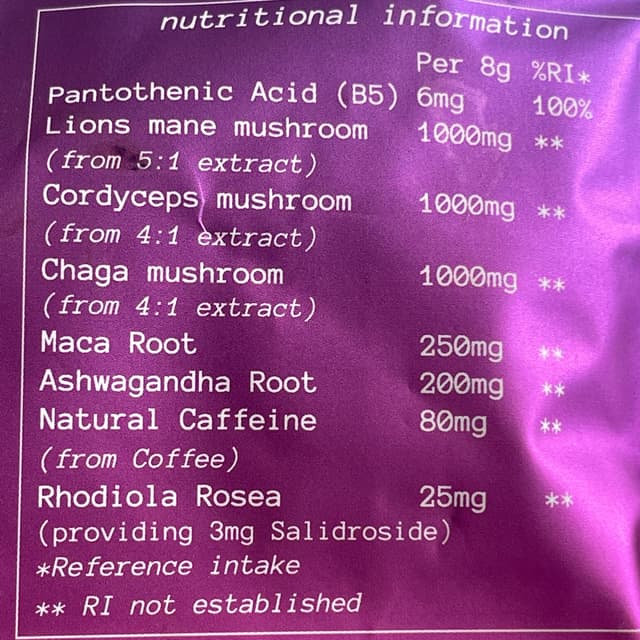 nutritional information
Per 8g %RI*
Pantothenic Acid (B5) 6mg 100%
Lions mane mushroom 1000mg **
(from 5:1 extract)
Cordyceps mushroom 1000mg **
(from 4:1 extract)
Chaga mushroom 1000mg **
(from 4:1 extract)
Maca Root 250mg **
Ashwagandha Root 200mg **
Natural Caffeine 80mg **
(from Coffee)
Rhodiola Rosea 25mg **
(providing 3mg Salidroside)
*Reference intake
** RI not established